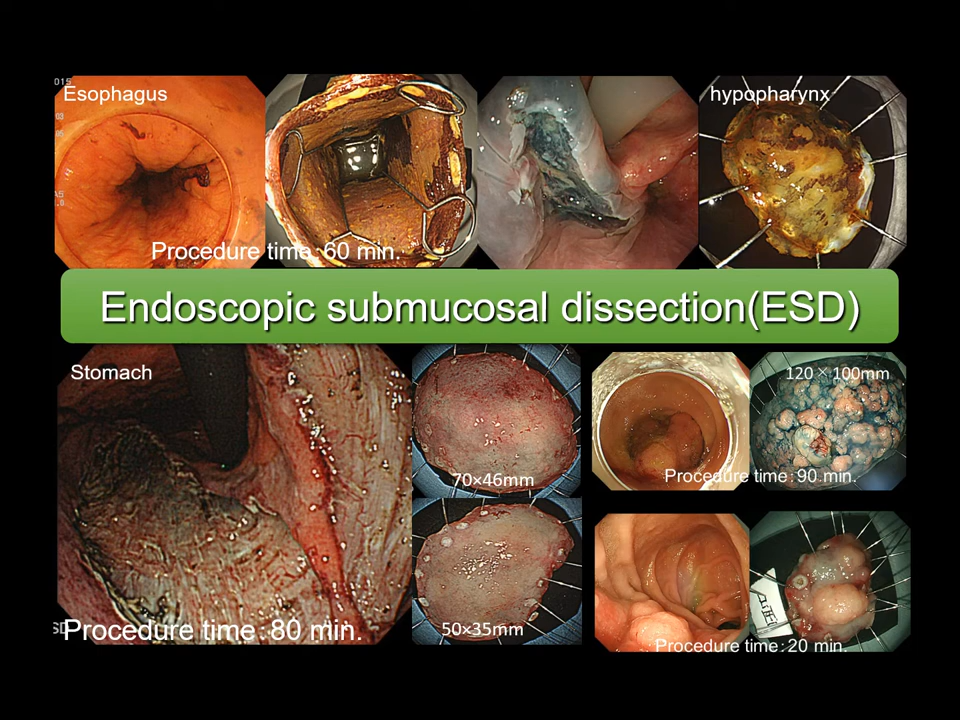 015
Esophagus
hypopharynx
Procedure time:60 min.
Endoscopic submucosal dissection(ESD)
Stomach
120×100mm
70×46mm
Procedure time:90 min.
50×35mm
Procedure time:80 min.
Procedure time:20 min.